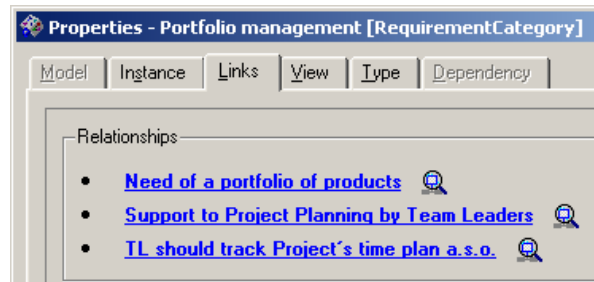 Properties - Portfolio management [RequirementCategory]
Model Instance Links View Type Dependency
Relationships
• Need of a portfolio of products
• Support to Project Planning by Team Leaders
• TL should track Project´s time plan a.s.o.